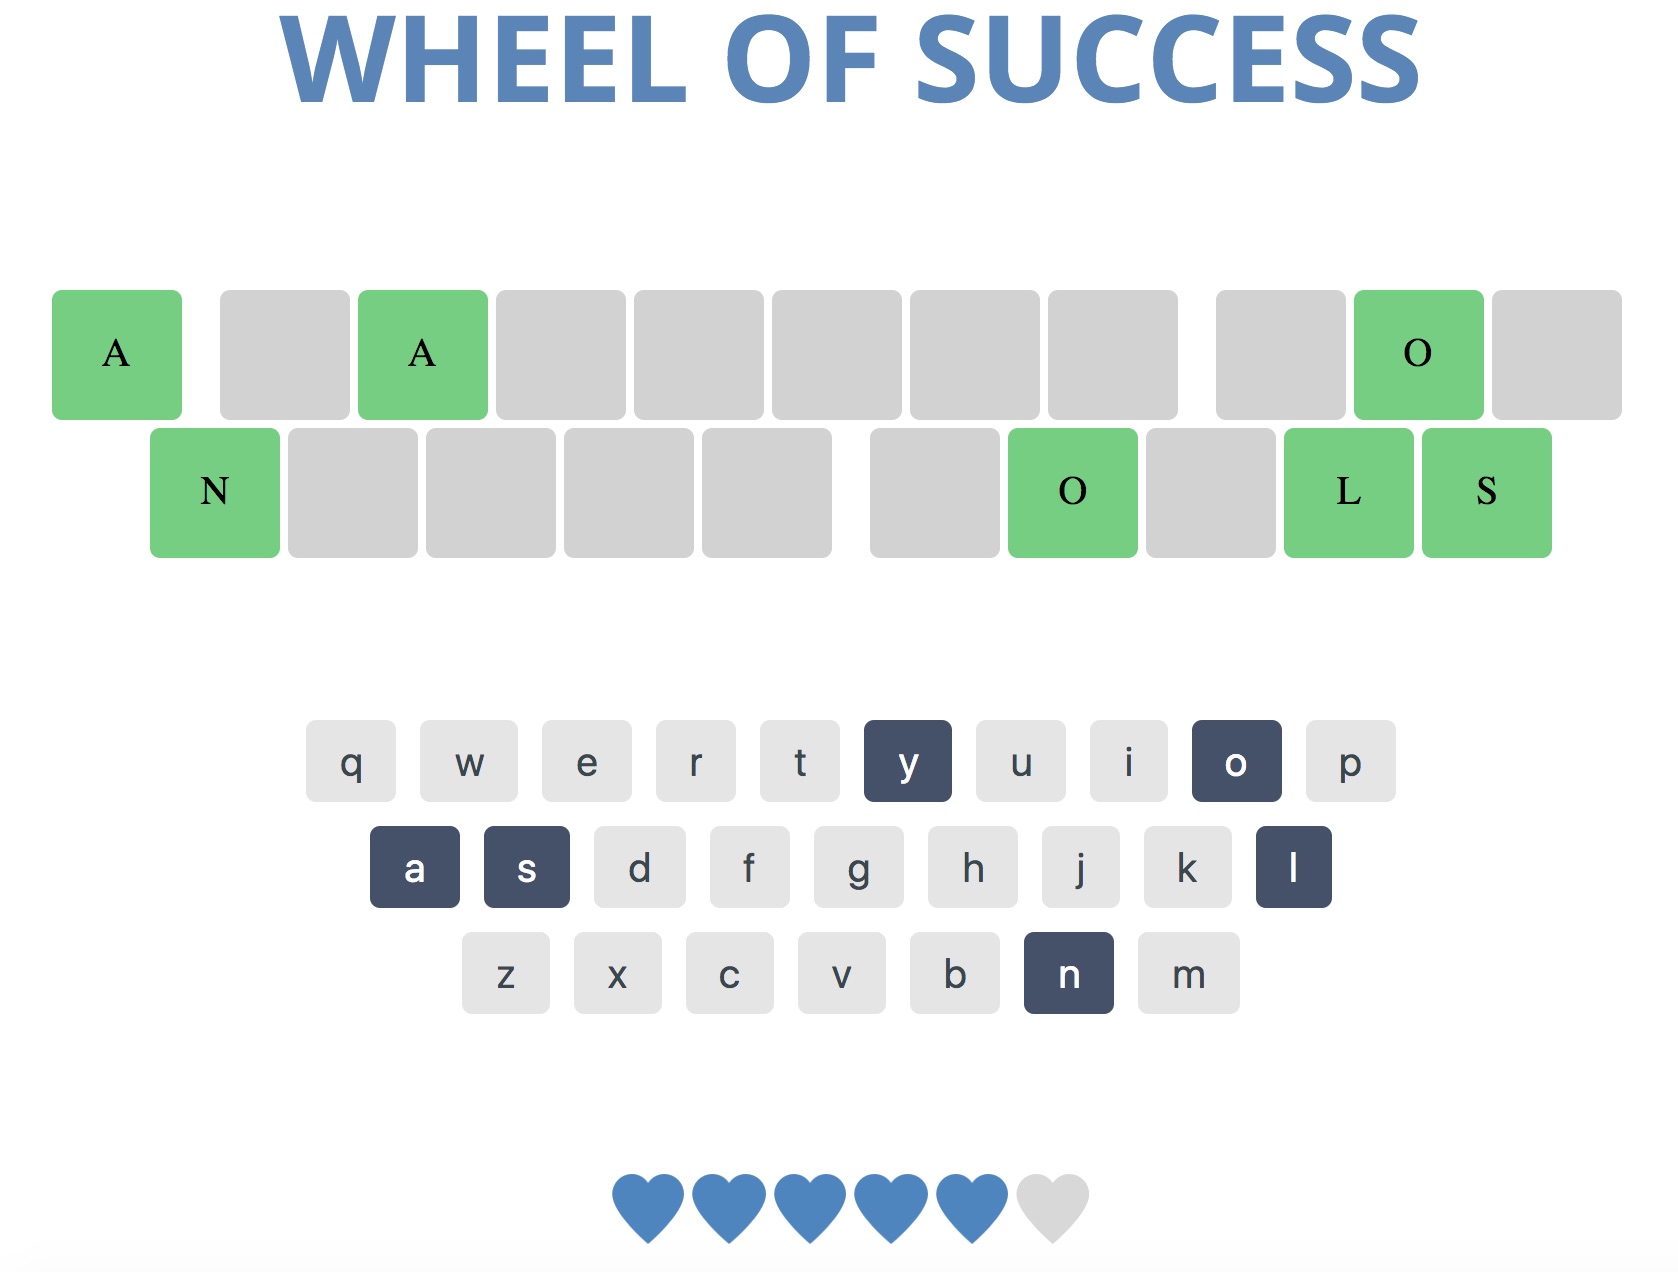 WHEEL OF SUCCESS
A A O
N O L S
q w e r t y u i o p
a s d f g h j k l
z x c v b n m